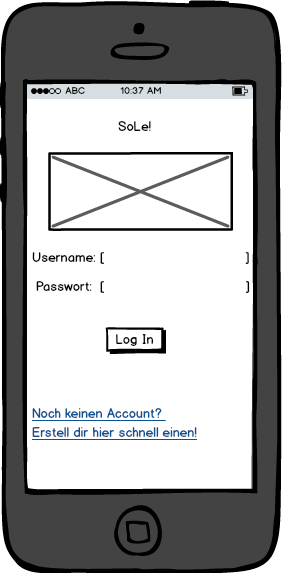 ABC 10:37 AM
SoLe!
Username: [ ]
Passwort: [ ]
Log In
Noch keinen Account?
Erstell dir hier schnell einen!